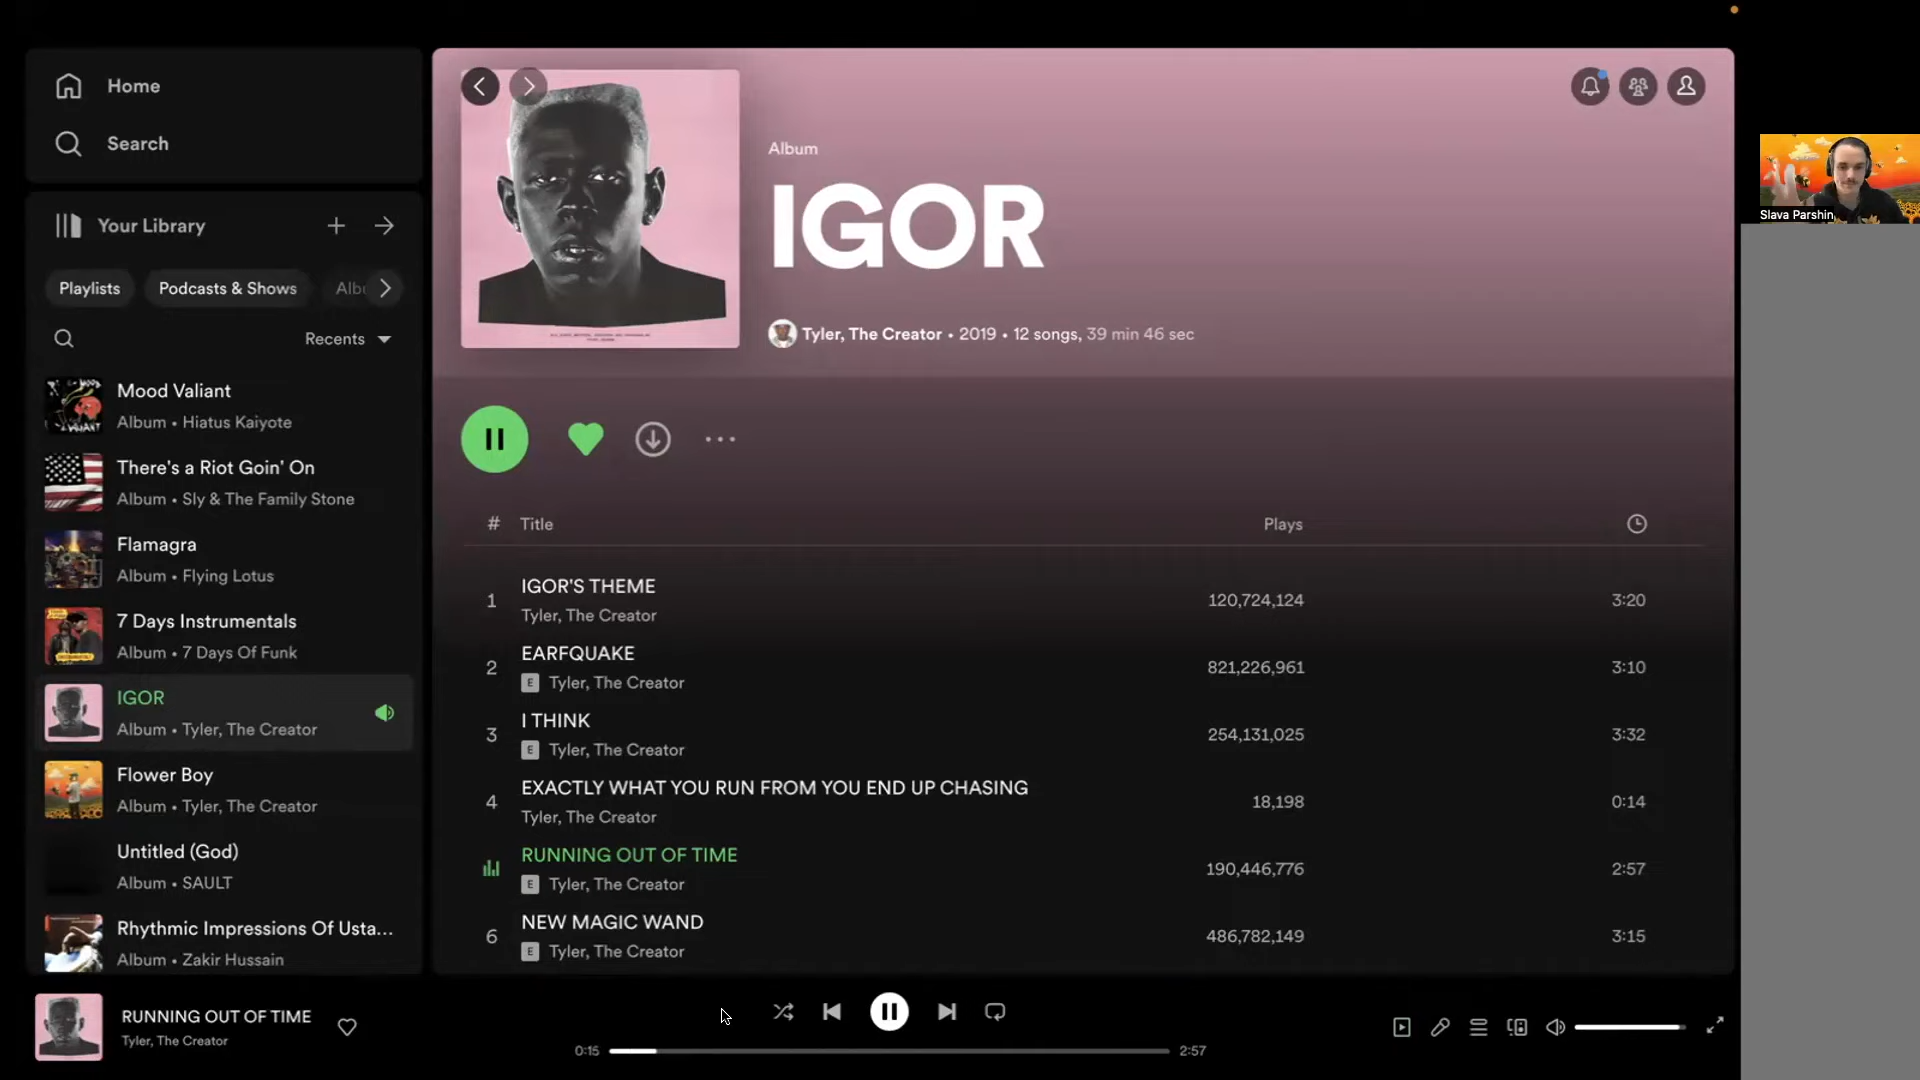 Home
Search
Your Library
Playlists
Podcasts & Shows
Recents
Mood Valiant
Album • Hiatus Kaiyote
There's a Riot Goin' On
Album • Sly & The Family Stone
Flamagra
Album • Flying Lotus
7 Days Instrumentals
Album • 7 Days Of Funk
IGOR
Album • Tyler, The Creator
Flower Boy
Album • Tyler, The Creator
Untitled (God)
Album • SAULT
Rhythmic Impressions Of Usta...
Album • Zakir Hussain
Album
IGOR
Tyler, The Creator • 2019 • 12 songs, 39 min 46 sec
# Title Plays
1 IGOR'S THEME 120,724,124 3:20
Tyler, The Creator
2 EARFQUAKE 821,226,961 3:10
E Tyler, The Creator
3 I THINK 254,131,025 3:32
E Tyler, The Creator
4 EXACTLY WHAT YOU RUN FROM YOU END UP CHASING 18,198 0:14
Tyler, The Creator
RUNNING OUT OF TIME 190,446,776 2:57
E Tyler, The Creator
6 NEW MAGIC WAND 486,782,149 3:15
E Tyler, The Creator
RUNNING OUT OF TIME
Tyler, The Creator
0:15 2:57
Slava Parshin